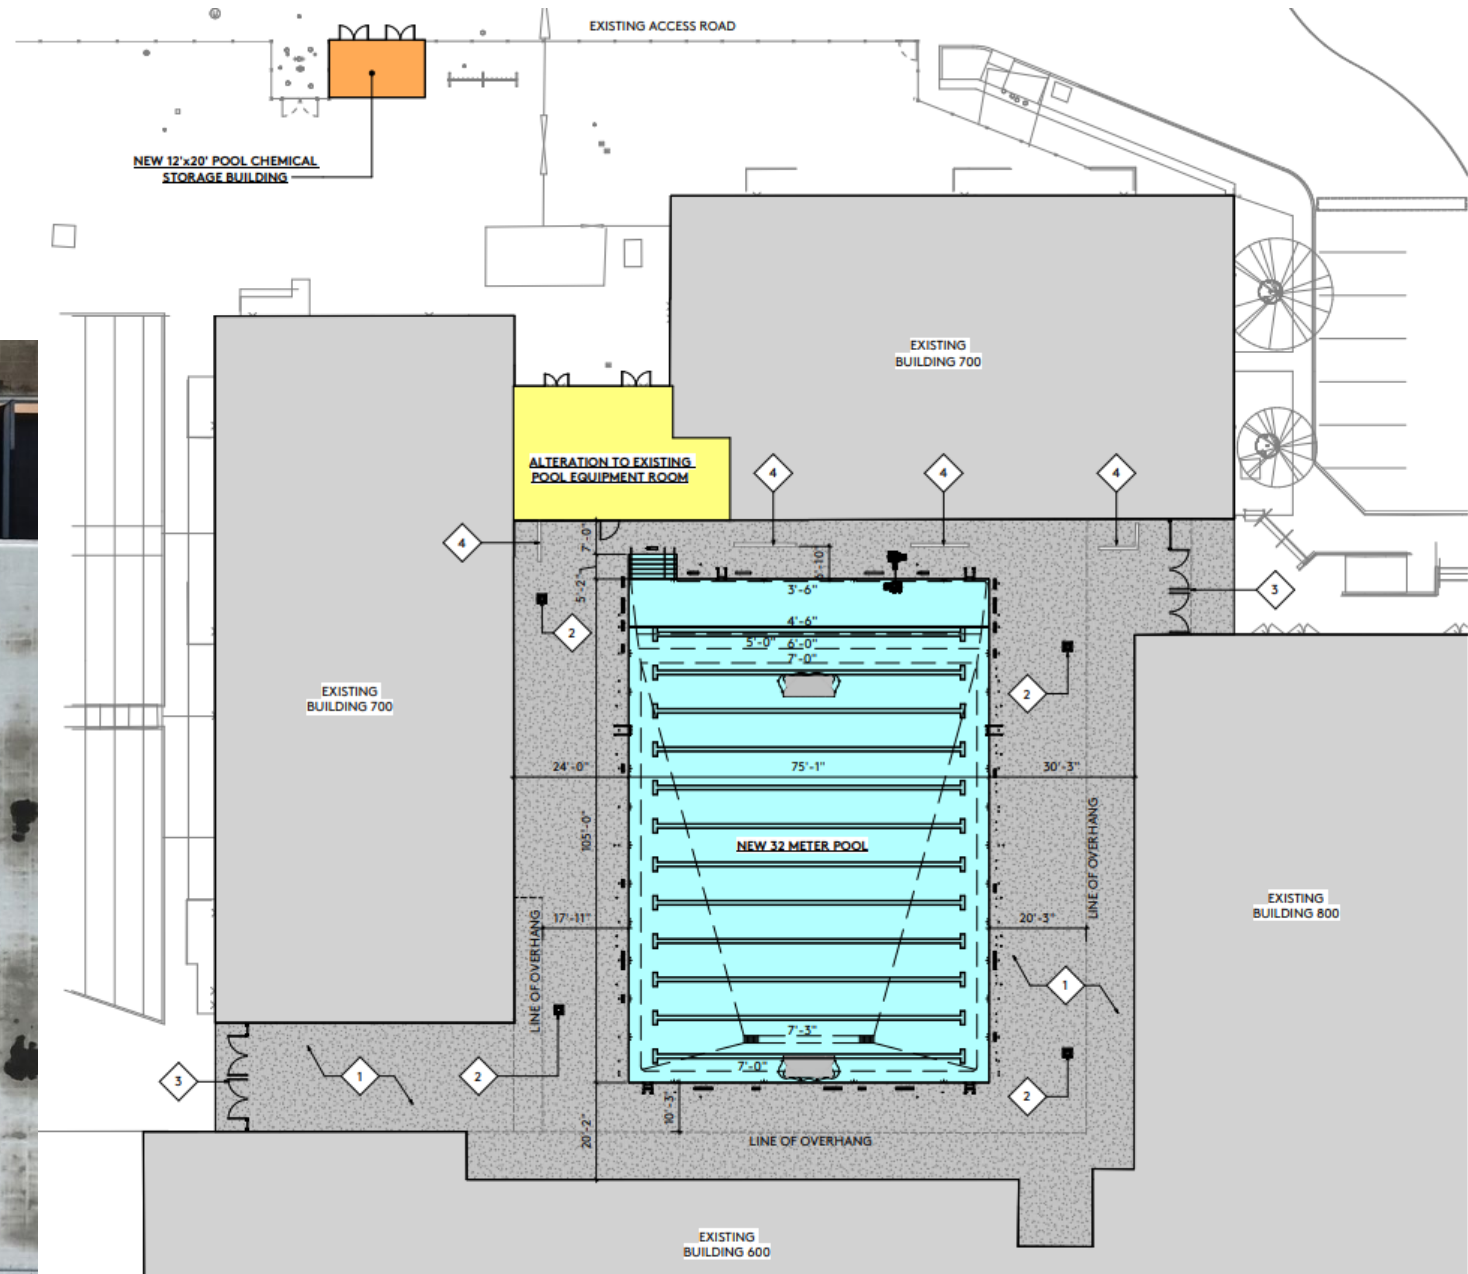 EXISTING ACCESS ROAD
NEW 12'x20' POOL CHEMICAL
STORAGE BUILDING
EXISTING
BUILDING 700
ALTERATION TO EXISTING
POOL EQUIPMENT ROOM
4
4
4
4
7'-0"
5'-2"
3'-6"
3
2
4'-6"
5'-0"
6'-0"
7'-0"
EXISTING
BUILDING 700
2
24'-0"
75'-1"
30'-3"
105'-0"
NEW 32 METER POOL
LINE OF OVERHANG
EXISTING
BUILDING 800
17'-11"
20'-3"
LINE OF OVERHANG
1
7'-3"
7'-0"
3
1
2
2
10'-3"
20'-2"
LINE OF OVERHANG
EXISTING
BUILDING 600